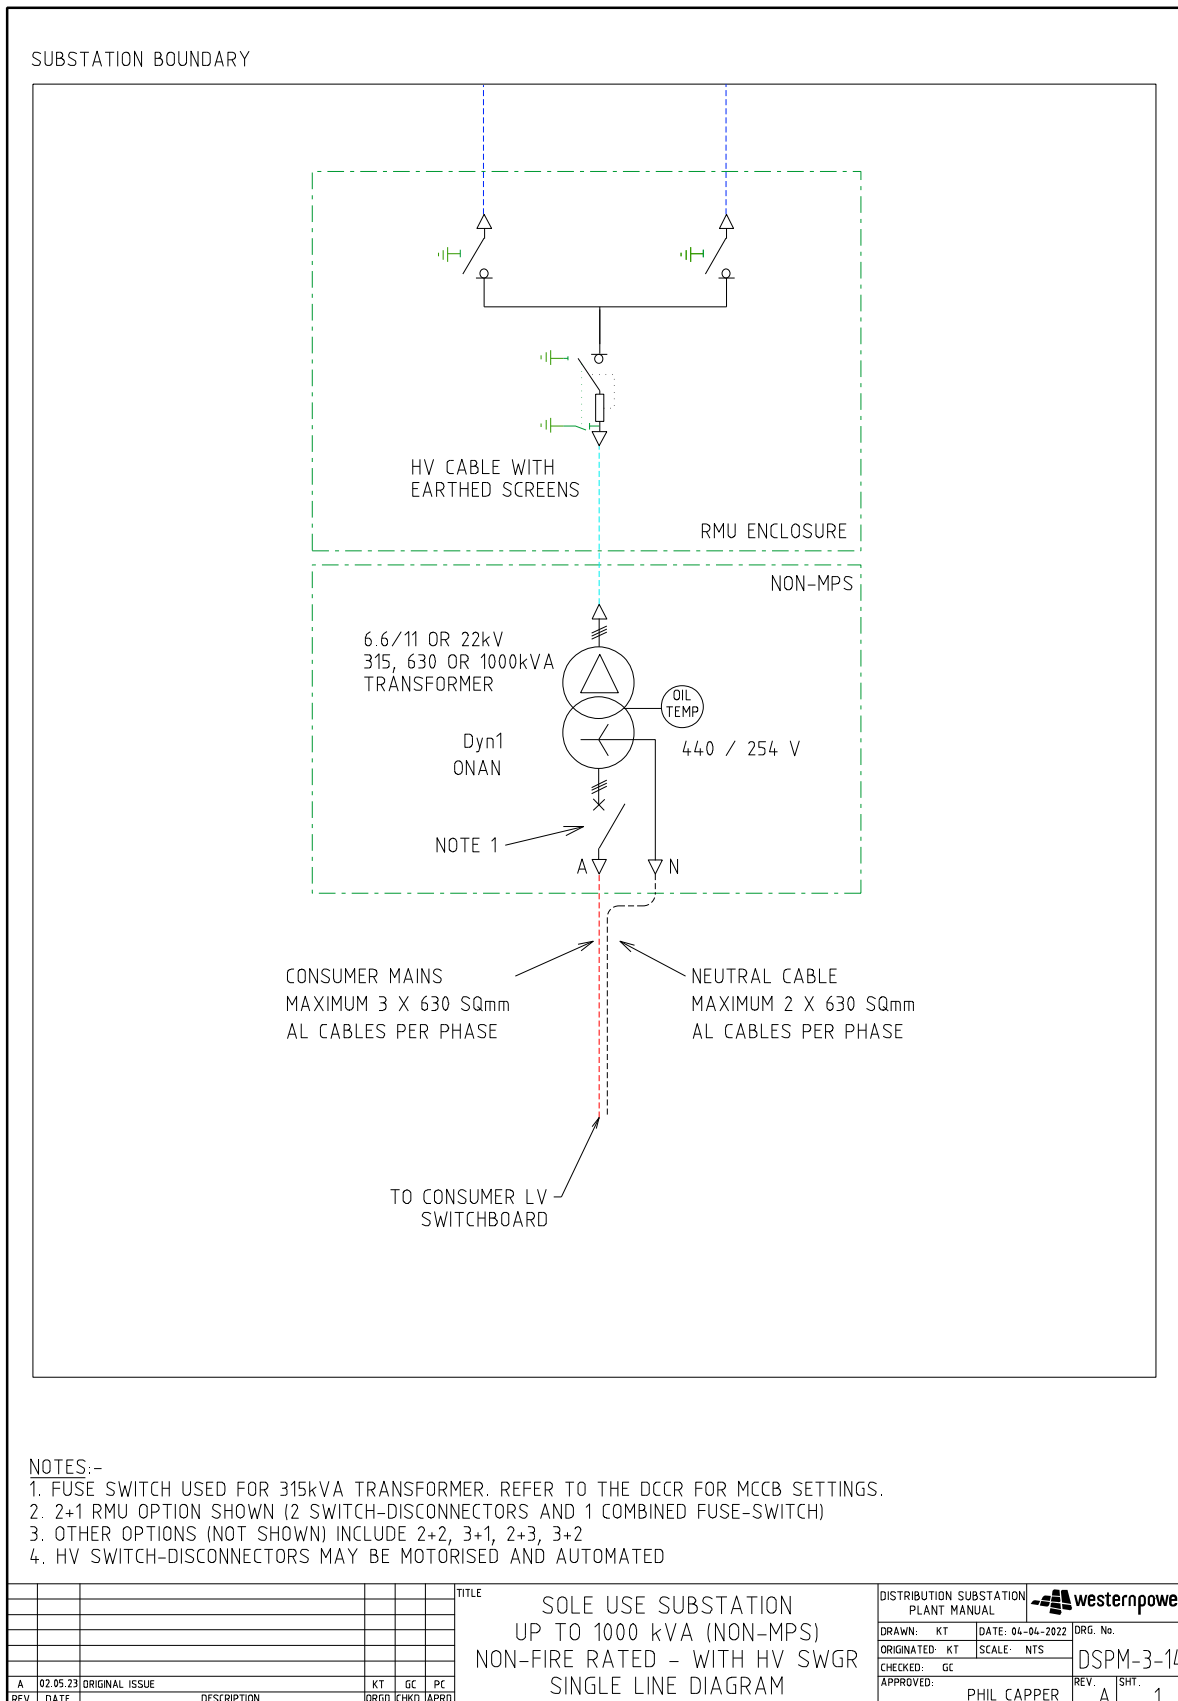 SUBSTATION BOUNDARY
HV CABLE WITH
EARTHED SCREENS
RMU ENCLOSURE
NON-MPS
6.6/11 OR 22kV
315, 630 OR 1000kVA
TRANSFORMER
OIL
TEMP
Dyn1
ONAN
440 / 254 V
NOTE 1
A
N
CONSUMER MAINS
MAXIMUM 3 X 630 SQmm
AL CABLES PER PHASE
NEUTRAL CABLE
MAXIMUM 2 X 630 SQmm
AL CABLES PER PHASE
TO CONSUMER LV
SWITCHBOARD
NOTES:-
1. FUSE SWITCH USED FOR 315kVA TRANSFORMER. REFER TO THE DCCR FOR MCCB SETTINGS.
2. 2+1 RMU OPTION SHOWN (2 SWITCH-DISCONNECTORS AND 1 COMBINED FUSE-SWITCH)
3. OTHER OPTIONS (NOT SHOWN) INCLUDE 2+2, 3+1, 2+3, 3+2
4. HV SWITCH-DISCONNECTORS MAY BE MOTORISED AND AUTOMATED
A 02.05.23 ORIGINAL ISSUE KT GC PC
REV DATE DESCRIPTION ORGD CHKD APRD
TITLE
SOLE USE SUBSTATION
UP TO 1000 kVA (NON-MPS)
NON-FIRE RATED - WITH HV SWGR
SINGLE LINE DIAGRAM
DISTRIBUTION SUBSTATION
PLANT MANUAL
westernpowe
DRAWN: KT DATE: 04-04-2022 DRG. No.
ORIGINATED: KT SCALE: NTS
DSPM-3-14
CHECKED: GC
APPROVED: PHIL CAPPER
REV. A SHT. 1